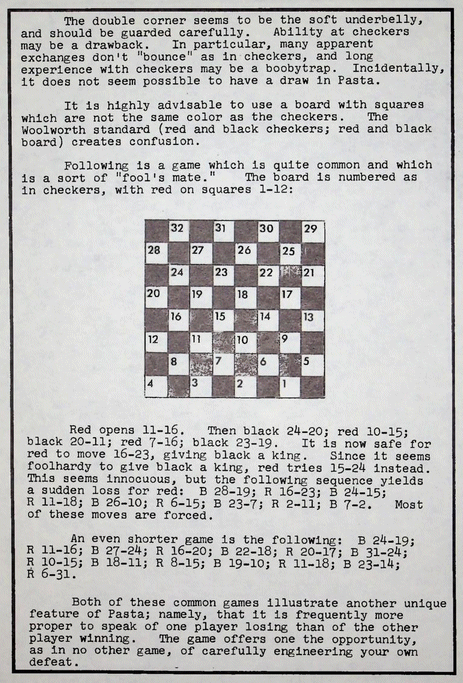 The double corner seems to be the soft underbelly,
and should be guarded carefully. Ability at checkers
may be a drawback. In particular, many apparent
exchanges don't "bounce" as in checkers, and long
experience with checkers may be a boobytrap. Incidentally,
it does not seem possible to have a draw in Pasta.
It is highly advisable to use a board with squares
which are not the same color as the checkers. The
Woolworth standard (red and black checkers; red and black
board) creates confusion.
Following is a game which is quite common and which
is a sort of "fool's mate." The board is numbered as
in checkers, with red on squares 1-12:
32 31 30 29
28 27 26 25
24 23 22 21
20 19 18 17
16 15 14 13
12 11 10 9
8 7 6 5
4 3 2 1
Red opens 11-16. Then black 24-20; red 10-15;
black 20-11; red 7-16; black 23-19. It is now safe for
red to move 16-23, giving black a king. Since it seems
foolhardy to give black a king, red tries 15-24 instead.
This seems innocuous, but the following sequence yields
a sudden loss for red: B 28-19; R 16-23; B 24-15;
R 11-18; B 26-10; R 6-15; B 23-7; R 2-11; B 7-2. Most
of these moves are forced.
An even shorter game is the following: B 24-19;
R 11-16; B 27-24; R 16-20; B 22-18; R 20-17; B 31-24;
R 10-15; B 18-11; R 8-15; B 19-10; R 11-18; B 23-14;
R 6-31.
Both of these common games illustrate another unique
feature of Pasta; namely, that it is frequently more
proper to speak of one player losing than of the other
player winning. The game offers one the opportunity,
as in no other game, of carefully engineering your own
defeat.